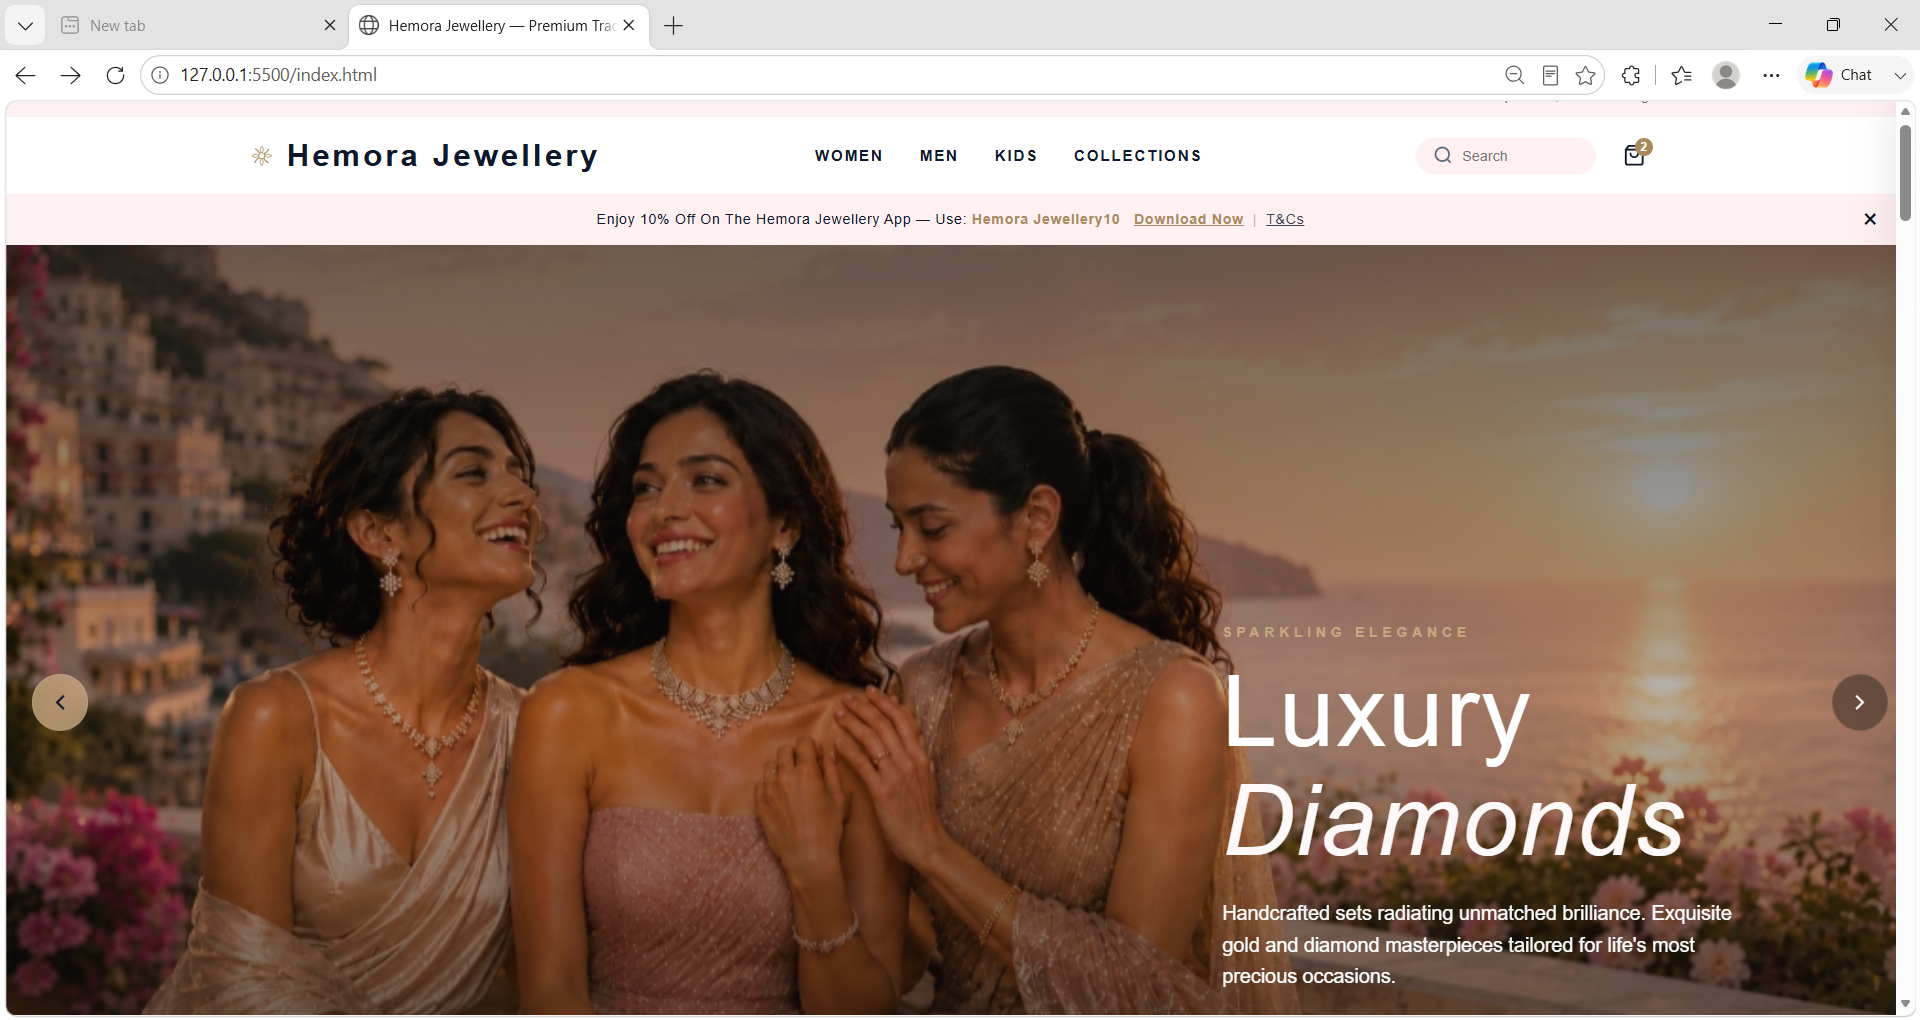 New tab
Hemora Jewellery — Premium Trac
127.0.0.1:5500/index.html
Chat
Hemora Jewellery
WOMEN MEN KIDS COLLECTIONS
Search
2
Enjoy 10% Off On The Hemora Jewellery App — Use: Hemora Jewellery10 Download Now | T&Cs
SPARKLING ELEGANCE
Luxury
Diamonds
Handcrafted sets radiating unmatched brilliance. Exquisite
gold and diamond masterpieces tailored for life's most
precious occasions.